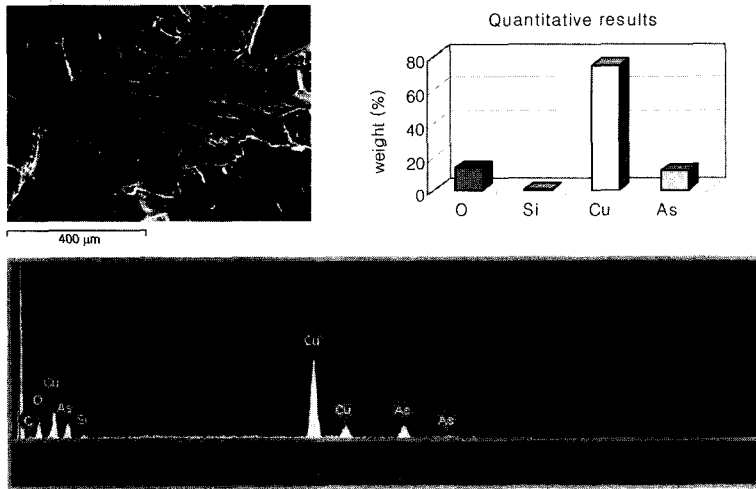 Quantitative results
weight (%)
80
60
40
20
0
O Si Cu As
400 µm
Cu
Cu
O
As
C
Si
Cu
As
As